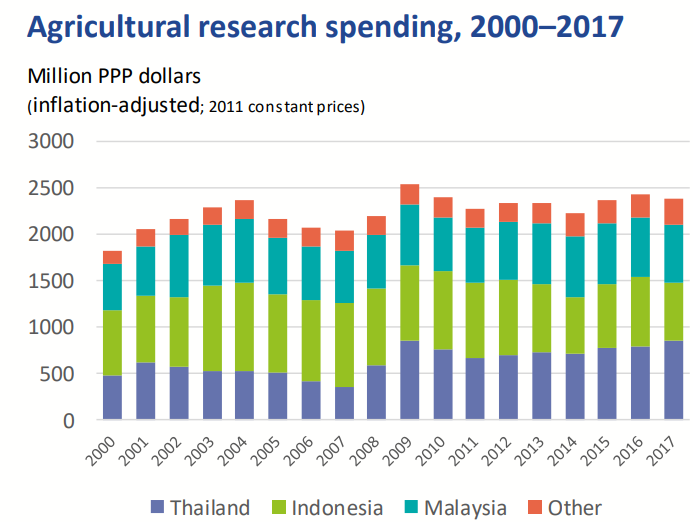 Agricultural research spending, 2000–2017
Million PPP dollars
(inflation-adjusted; 2011 constant prices)
3000
2500
2000
1500
1000
500
0
2000 2001 2002 2003 2004 2005 2006 2007 2008 2009 2010 2011 2012 2013 2014 2015 2016 2017
Thailand Indonesia Malaysia Other